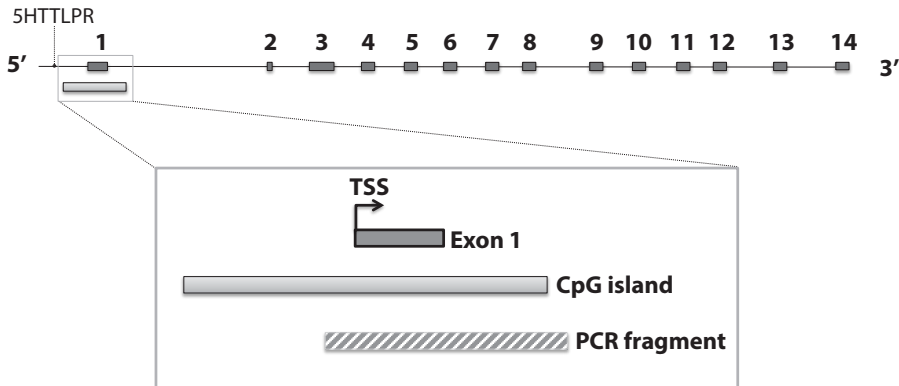 5HTTLPR
1 2 3 4 5 6 7 8 9 10 11 12 13 14
5’ 3’
TSS
Exon 1
CpG island
PCR fragment